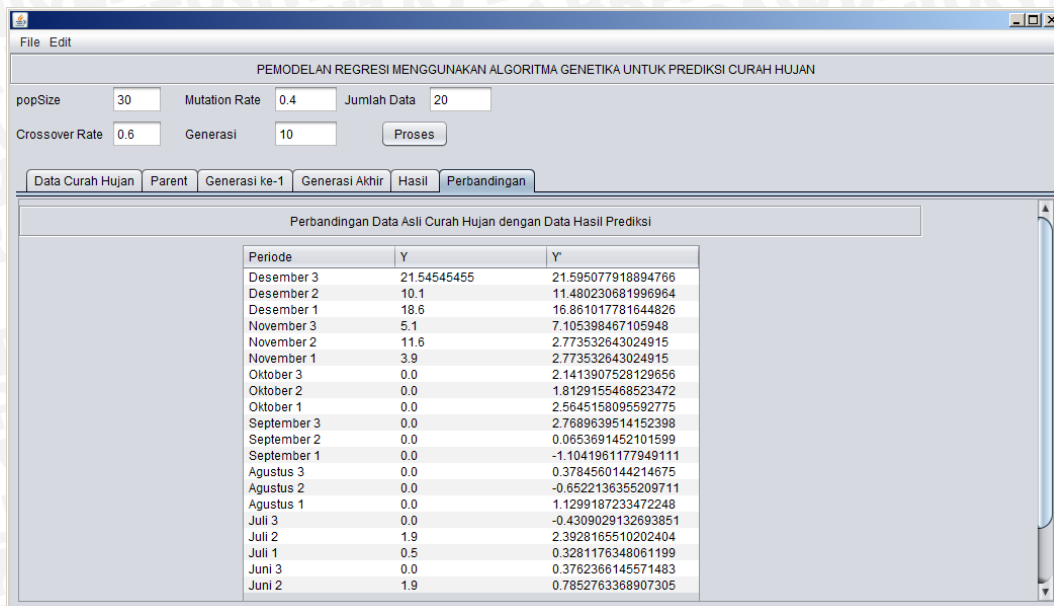 File Edit
PEMODELAN REGRESI MENGGUNAKAN ALGORITMA GENETIKA UNTUK PREDIKSI CURAH HUJAN
popSize 30 Mutation Rate 0.4 Jumlah Data 20
Crossover Rate 0.6 Generasi 10 Proses
Data Curah Hujan Parent Generasi ke-1 Generasi Akhir Hasil Perbandingan
Perbandingan Data Asli Curah Hujan dengan Data Hasil Prediksi
Periode Y Y'
Desember 3 21.54545455 21.595077918894766
Desember 2 10.1 11.480230681996964
Desember 1 18.6 16.861017781644826
November 3 5.1 7.105398467105948
November 2 11.6 2.773532643024915
November 1 3.9 2.773532643024915
Oktober 3 0.0 2.1413907528129656
Oktober 2 0.0 1.8129155468523472
Oktober 1 0.0 2.5645158095592775
September 3 0.0 2.7689639514152398
September 2 0.0 0.0653691452101599
September 1 0.0 -1.1041961177949111
Agustus 3 0.0 0.3784560144214675
Agustus 2 0.0 -0.6522136355209711
Agustus 1 0.0 1.1299187233472248
Juli 3 0.0 -0.4309029132693851
Juli 2 1.9 2.3928165510202404
Juli 1 0.5 0.3281176348061199
Juni 3 0.0 0.3762366145571483
Juni 2 1.9 0.7852763368907305